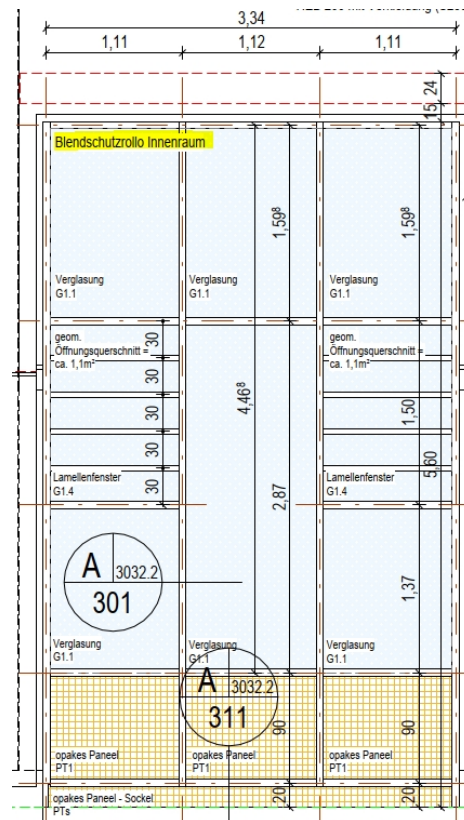 3,34
1,11
1,12
1,11
24
15
Blendschutzrollo Innenraum
1,59⁸
1,59⁸
Verglasung
G1.1
Verglasung
G1.1
Verglasung
G1.1
geom.
Öffnungsquerschnitt =
ca. 1,1m²
30
30
30
30
30
geom.
Öffnungsquerschnitt =
ca. 1,1m²
4,46⁸
1,50
5,60
Lamellenfenster
G1.4
2,87
Lamellenfenster
G1.4
A
3032.2
301
1,37
Verglasung
G1.1
Verglasung
G1.1
Verglasung
G1.1
A
3032.2
311
90
90
opakes Paneel
PT1
opakes Paneel
PT1
opakes Paneel
PT1
opakes Paneel - Sockel
PTs
20
20